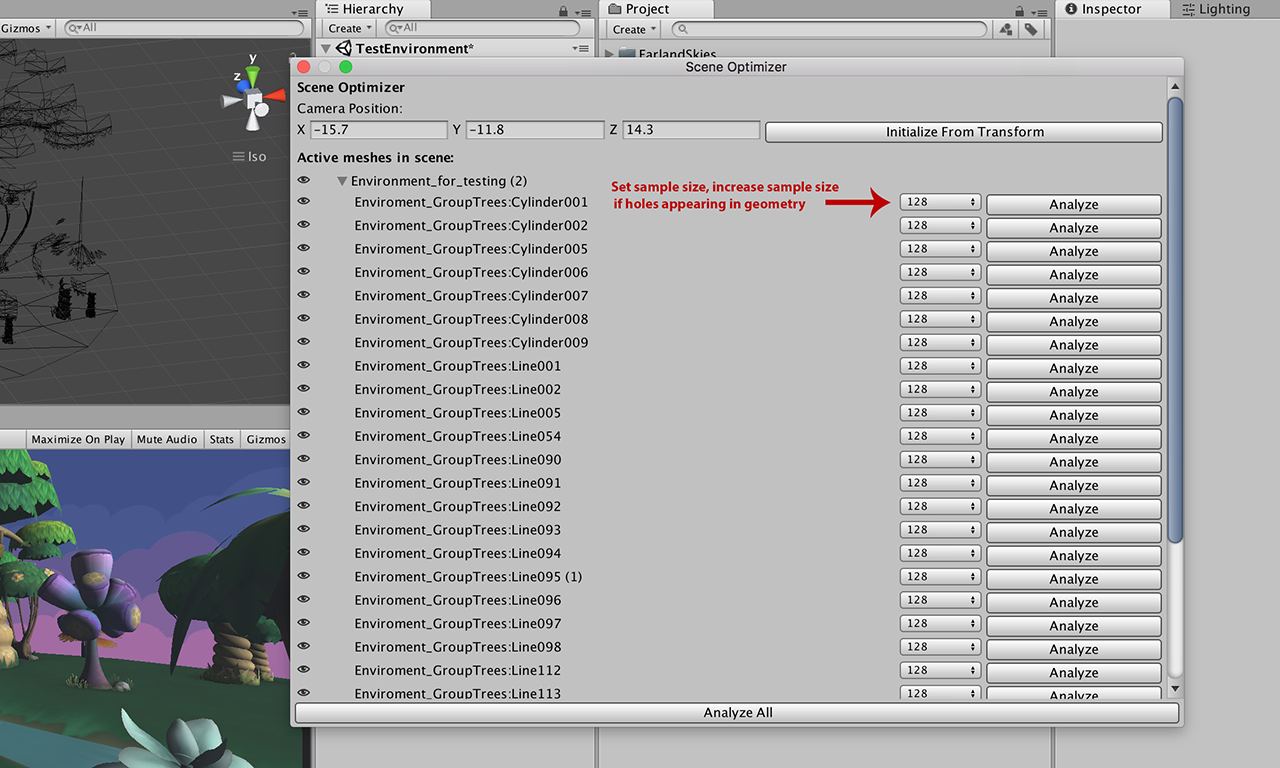 Hierarchy
Project
Inspector
Lighting
Gizmos
All
Create
All
Create
TestEnvironment*
FarlandSkies
y
z
Iso
Scene Optimizer
Scene Optimizer
Camera Position:
X -15.7 Y -11.8 Z 14.3 Initialize From Transform
Active meshes in scene:
Environment_for_testing (2)
Set sample size, increase sample size
if holes appearing in geometry
Enviroment_GroupTrees:Cylinder001 128 Analyze
Enviroment_GroupTrees:Cylinder002 128 Analyze
Enviroment_GroupTrees:Cylinder005 128 Analyze
Enviroment_GroupTrees:Cylinder006 128 Analyze
Enviroment_GroupTrees:Cylinder007 128 Analyze
Enviroment_GroupTrees:Cylinder008 128 Analyze
Enviroment_GroupTrees:Cylinder009 128 Analyze
Enviroment_GroupTrees:Line001 128 Analyze
Enviroment_GroupTrees:Line002 128 Analyze
Enviroment_GroupTrees:Line005 128 Analyze
Enviroment_GroupTrees:Line054 128 Analyze
Enviroment_GroupTrees:Line090 128 Analyze
Enviroment_GroupTrees:Line091 128 Analyze
Enviroment_GroupTrees:Line092 128 Analyze
Enviroment_GroupTrees:Line093 128 Analyze
Enviroment_GroupTrees:Line094 128 Analyze
Enviroment_GroupTrees:Line095 (1) 128 Analyze
Enviroment_GroupTrees:Line096 128 Analyze
Enviroment_GroupTrees:Line097 128 Analyze
Enviroment_GroupTrees:Line098 128 Analyze
Enviroment_GroupTrees:Line112 128 Analyze
Enviroment_GroupTrees:Line113 128 Analyze
Analyze All
Maximize On Play Mute Audio Stats Gizmos